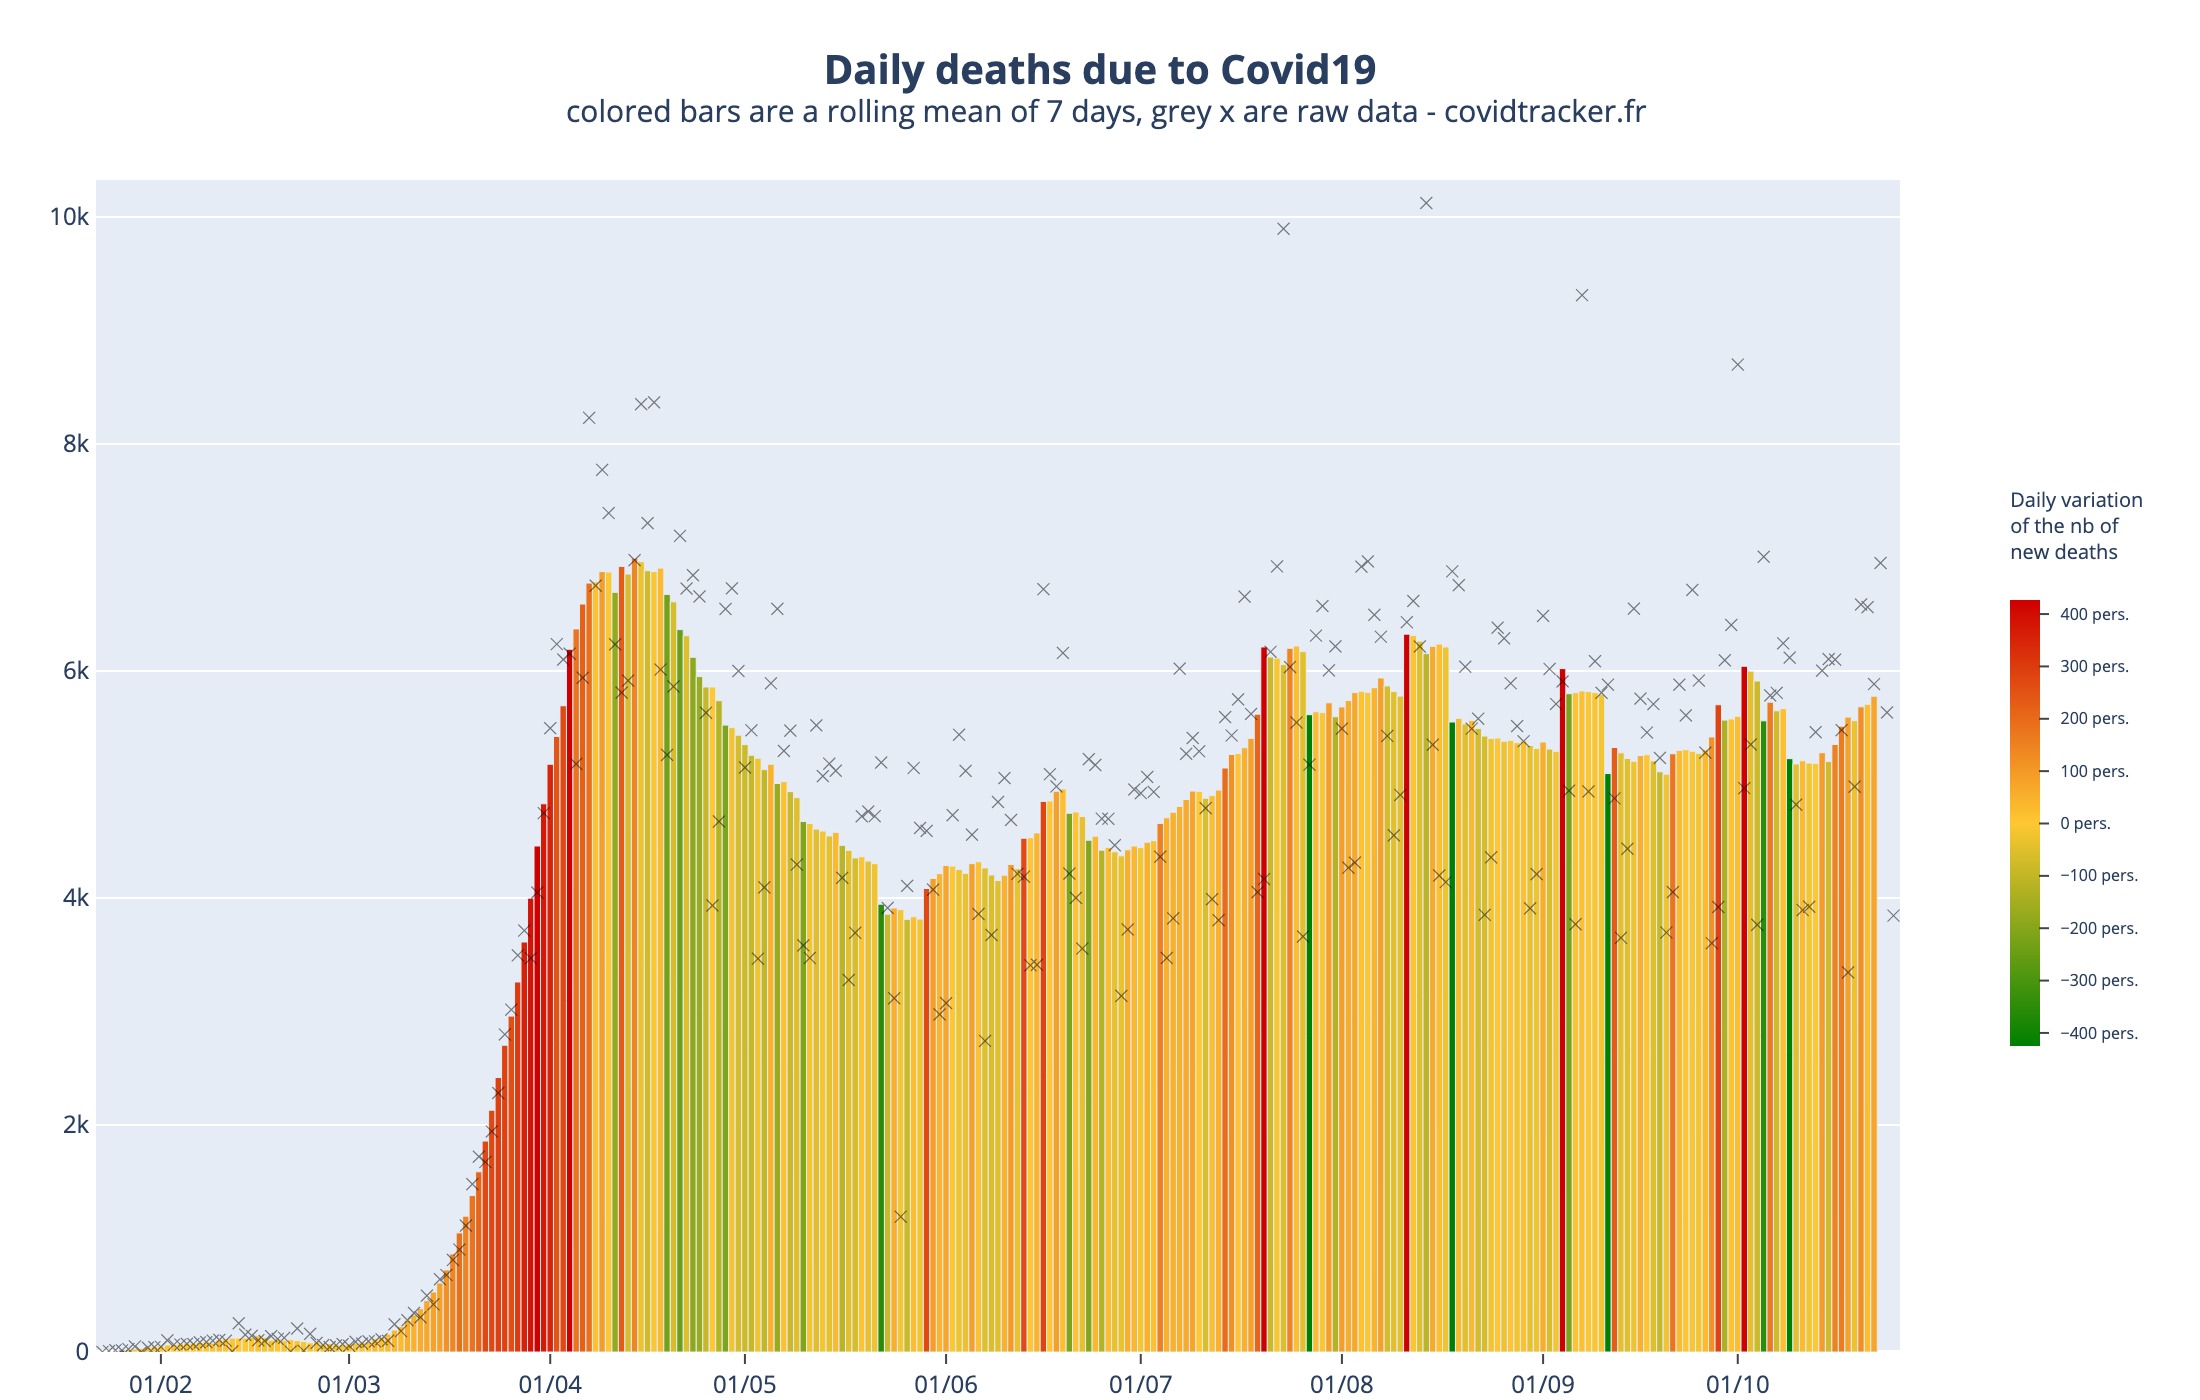 Daily deaths due to Covid19
colored bars are a rolling mean of 7 days, grey x are raw data - covidtracker.fr
10k
8k
6k
4k
2k
0
01/02
01/03
01/04
01/05
01/06
01/07
01/08
01/09
01/10
Daily variation
of the nb of
new deaths
400 pers.
300 pers.
200 pers.
100 pers.
0 pers.
−100 pers.
−200 pers.
−300 pers.
−400 pers.